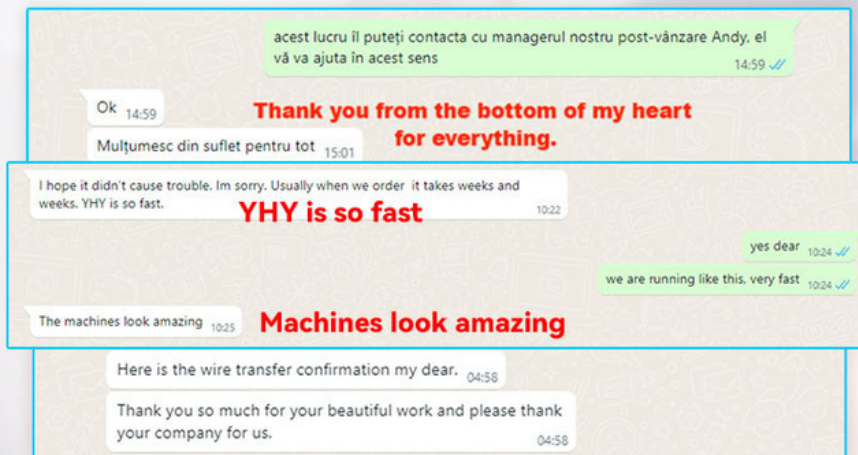 acest lucru îl puteți contacta cu managerul nostru post-vânzare Andy, el
vă va ajuta în acest sens
14:59
Ok 14:59
Thank you from the bottom of my heart
for everything.
Mulțumesc din suflet pentru tot 15:01
I hope it didn't cause trouble. Im sorry. Usually when we order it takes weeks and
weeks. YHY is so fast.
10:22
YHY is so fast
yes dear 10:24
we are running like this, very fast 10:24
The machines look amazing 10:25
Machines look amazing
Here is the wire transfer confirmation my dear. 04:58
Thank you so much for your beautiful work and please thank
your company for us.
04:58